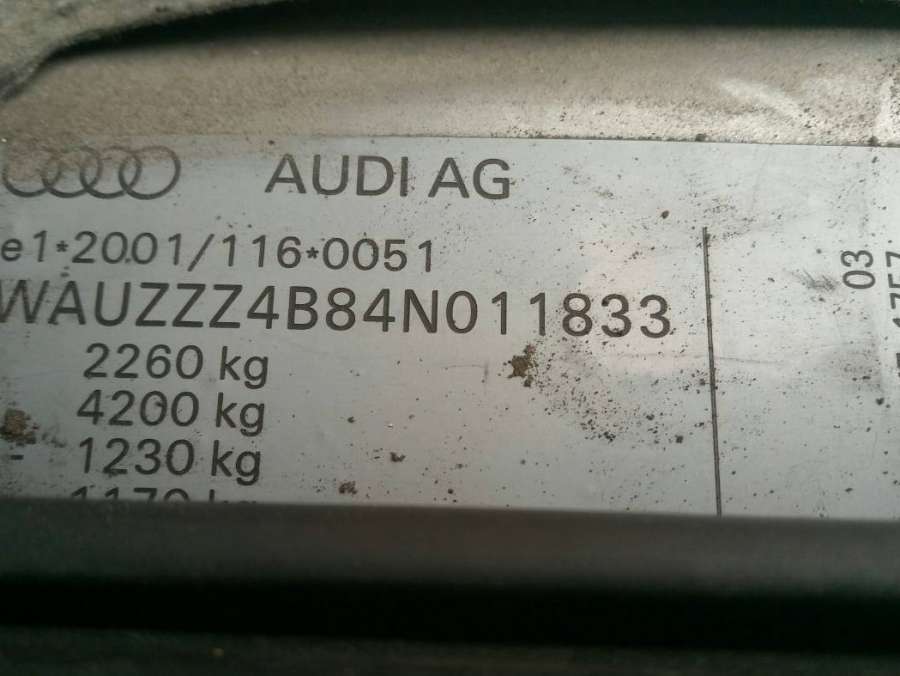 AUDI AG
e1*2001/116*0051
WAUZZZ4B84N011833
2260 kg
4200 kg
- 1230 kg
03